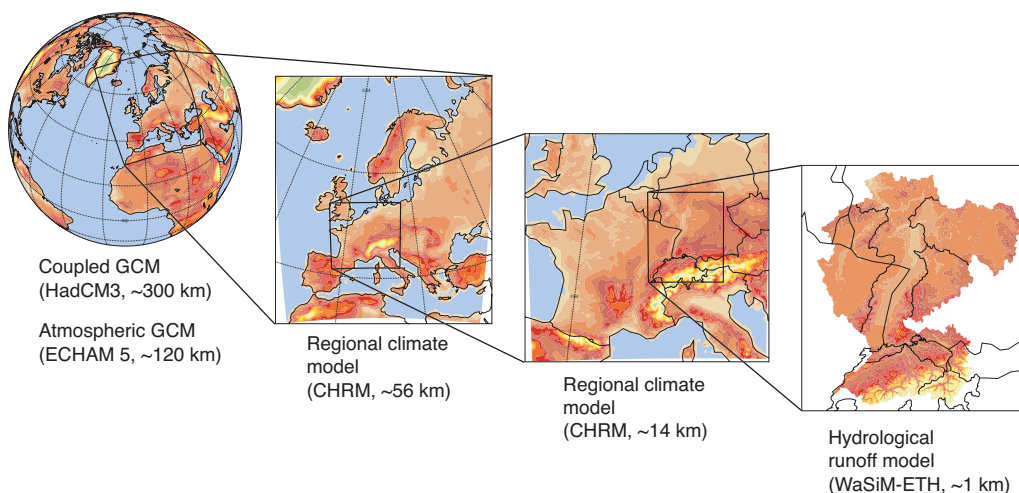 Coupled GCM
(HadCM3, ~300 km)
Atmospheric GCM
(ECHAM 5, ~120 km)
Regional climate
model
(CHRM, ~56 km)
Regional climate
model
(CHRM, ~14 km)
Hydrological
runoff model
(WaSiM-ETH, ~1 km)